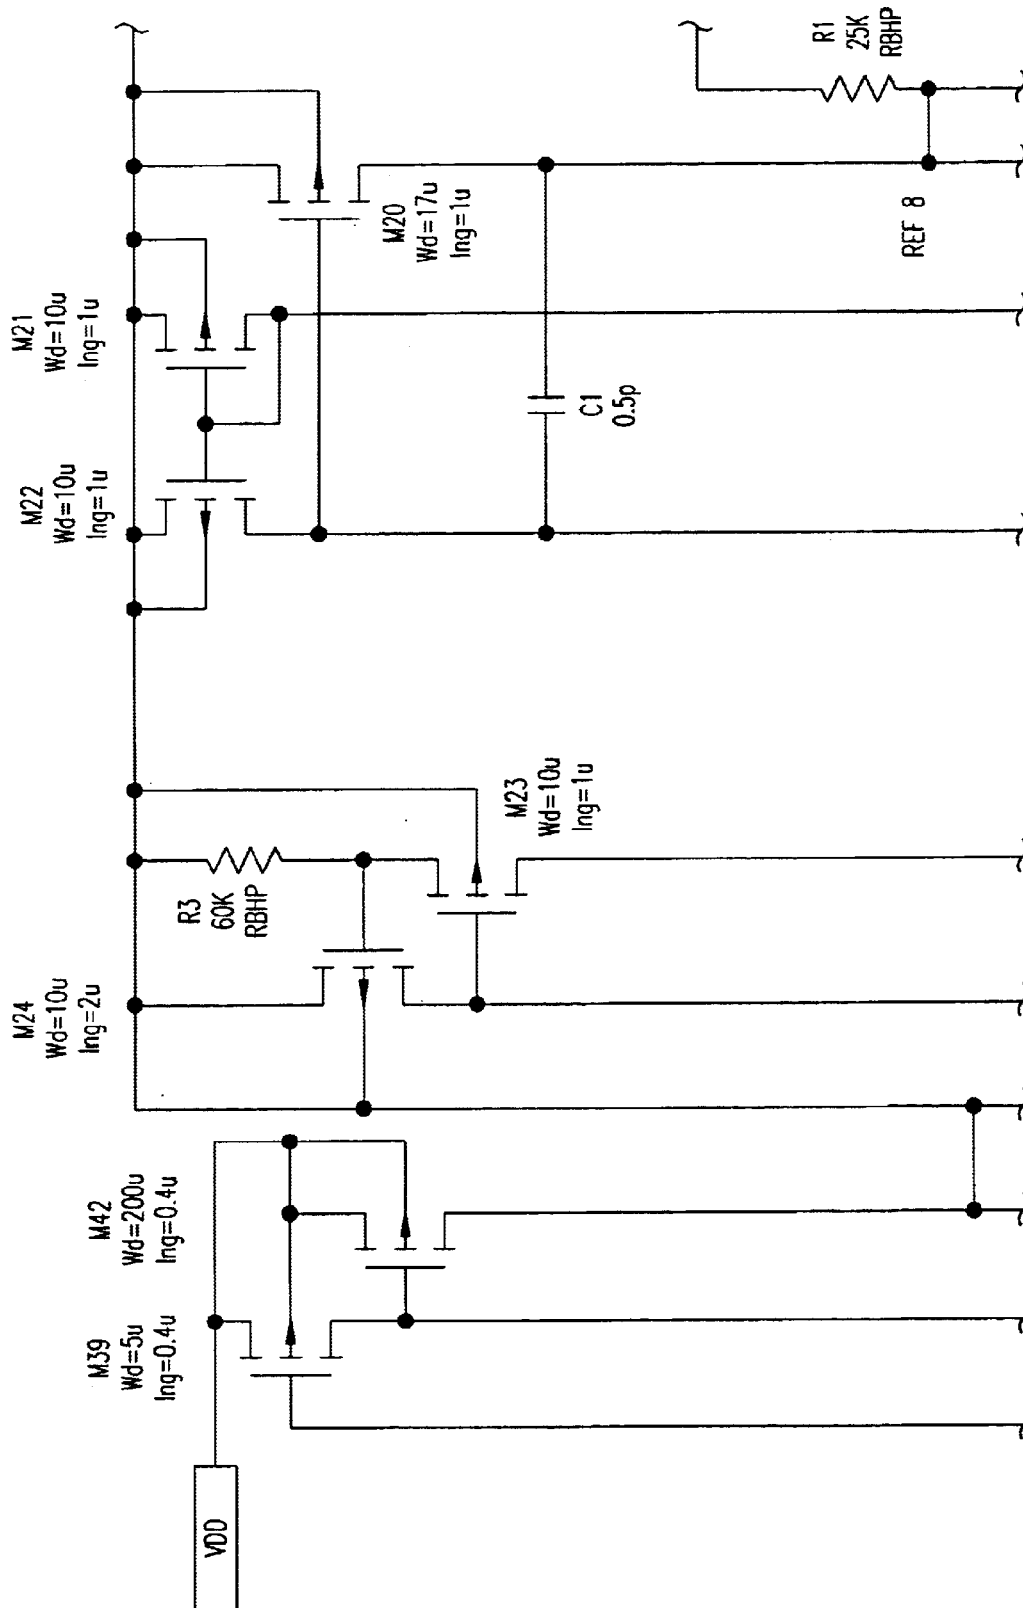 VDD
M39
Wd=5u
lng=0.4u
M42
Wd=200u
lng=0.4u
M24
Wd=10u
lng=2u
R3
60K
RBHP
M23
Wd=10u
lng=1u
M22
Wd=10u
lng=1u
M21
Wd=10u
lng=1u
C1
0.5p
M20
Wd=17u
lng=1u
REF 8
R1
25K
RBHP